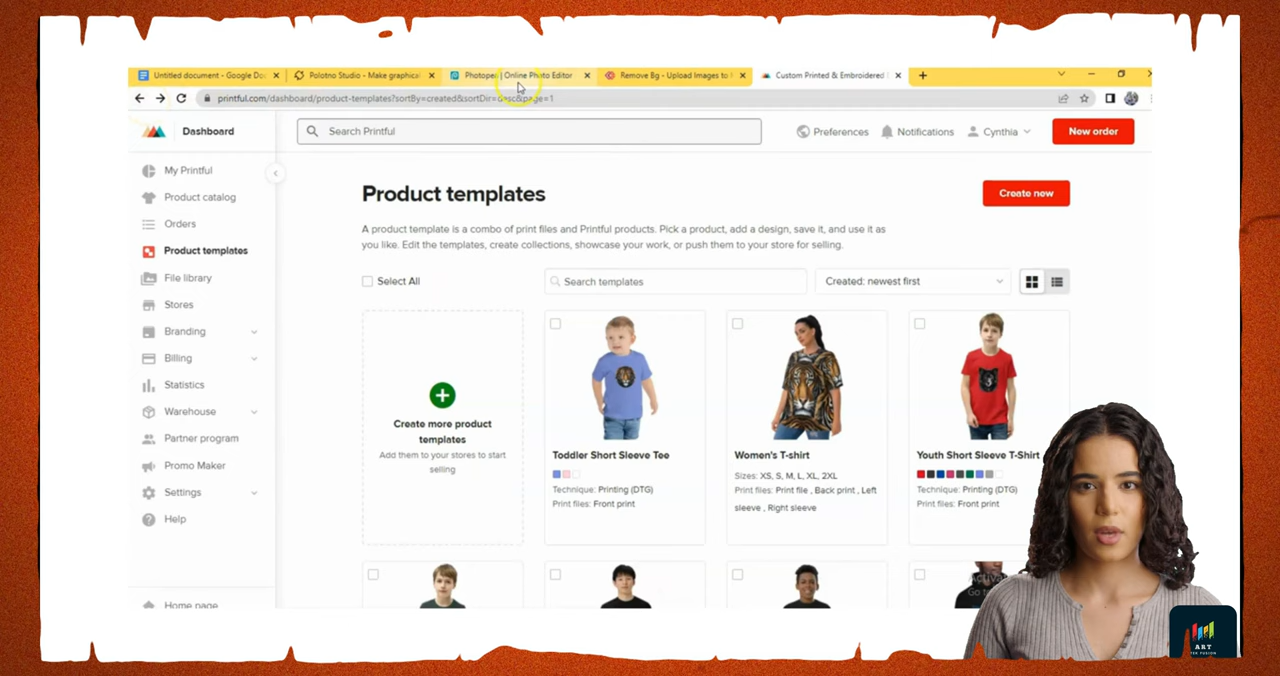 Untitled document - Google Doc
Polotno Studio - Make graphical
Photopea | Online Photo Editor
Remove Bg - Upload Images to
Custom Printed & Embroidered
printful.com/dashboard/product-templates?sortBy=created&sortDir=desc&page=1
Dashboard
Search Printful
Preferences
Notifications
Cynthia
New order
My Printful
Product catalog
Orders
Product templates
File library
Stores
Branding
Billing
Statistics
Warehouse
Partner program
Promo Maker
Settings
Help
Home page
Product templates
Create new
A product template is a combo of print files and Printful products. Pick a product, add a design, save it, and use it as
you like. Edit the templates, create collections, showcase your work, or push them to your store for selling.
Select All
Search templates
Created: newest first
Create more product
templates
Add them to your stores to start
selling
Toddler Short Sleeve Tee
Technique: Printing (DTG)
Print files: Front print
Women's T-shirt
Sizes: XS, S, M, L, XL, 2XL
Print files: Print file , Back print , Left
sleeve , Right sleeve
Youth Short Sleeve T-Shirt
Technique: Printing (DTG)
Print files: Front print
ART